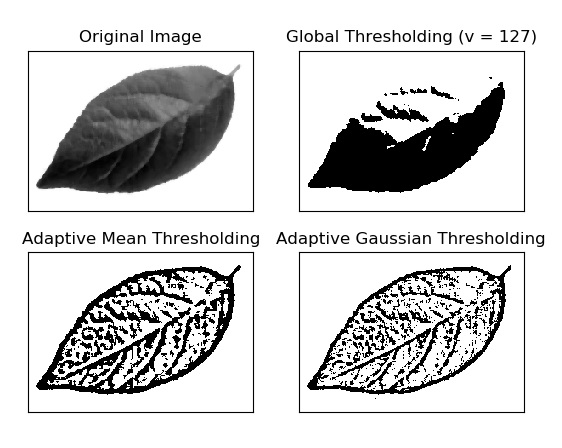 Original Image
Global Thresholding (v = 127)
Adaptive Mean Thresholding
Adaptive Gaussian Thresholding